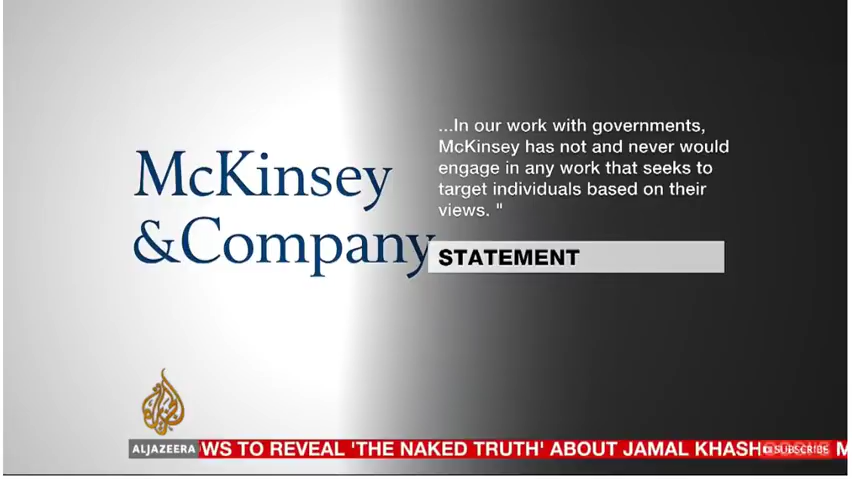 McKinsey
&Company
...In our work with governments,
McKinsey has not and never would
engage in any work that seeks to
target individuals based on their
views. "
STATEMENT
ALJAZEERA
WS TO REVEAL 'THE NAKED TRUTH' ABOUT JAMAL KHASH
SUBSCRIBE
M